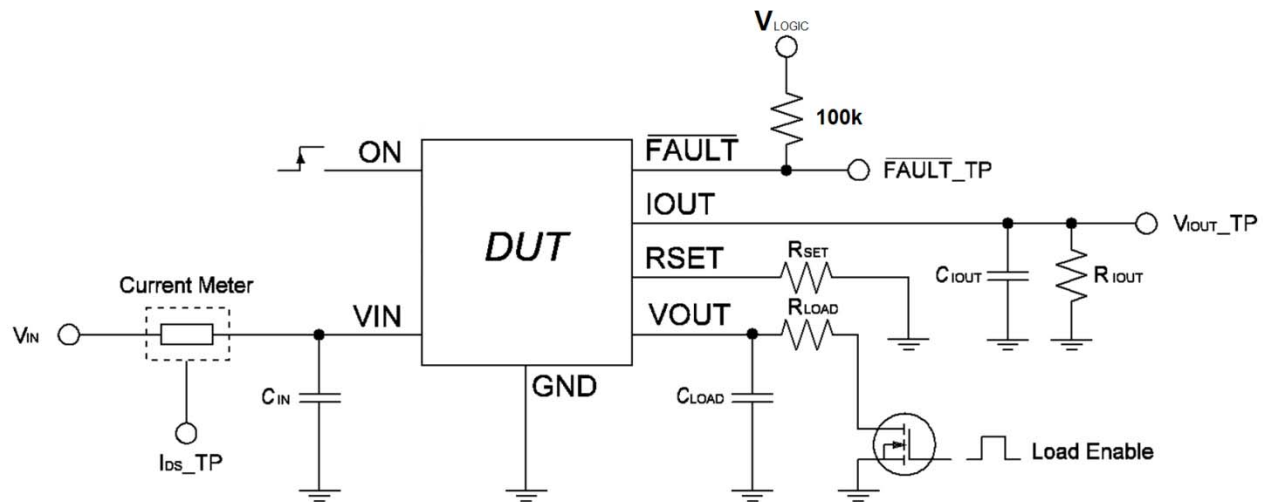 VLOGIC
100k
ON
FAULT
FAULT_TP
IOUT
VIOUT_TP
DUT
RSET
RSET
CIOUT
RIOUT
Current Meter
VIN
VIN
VOUT
RLOAD
GND
CIN
CLOAD
IDS_TP
Load Enable